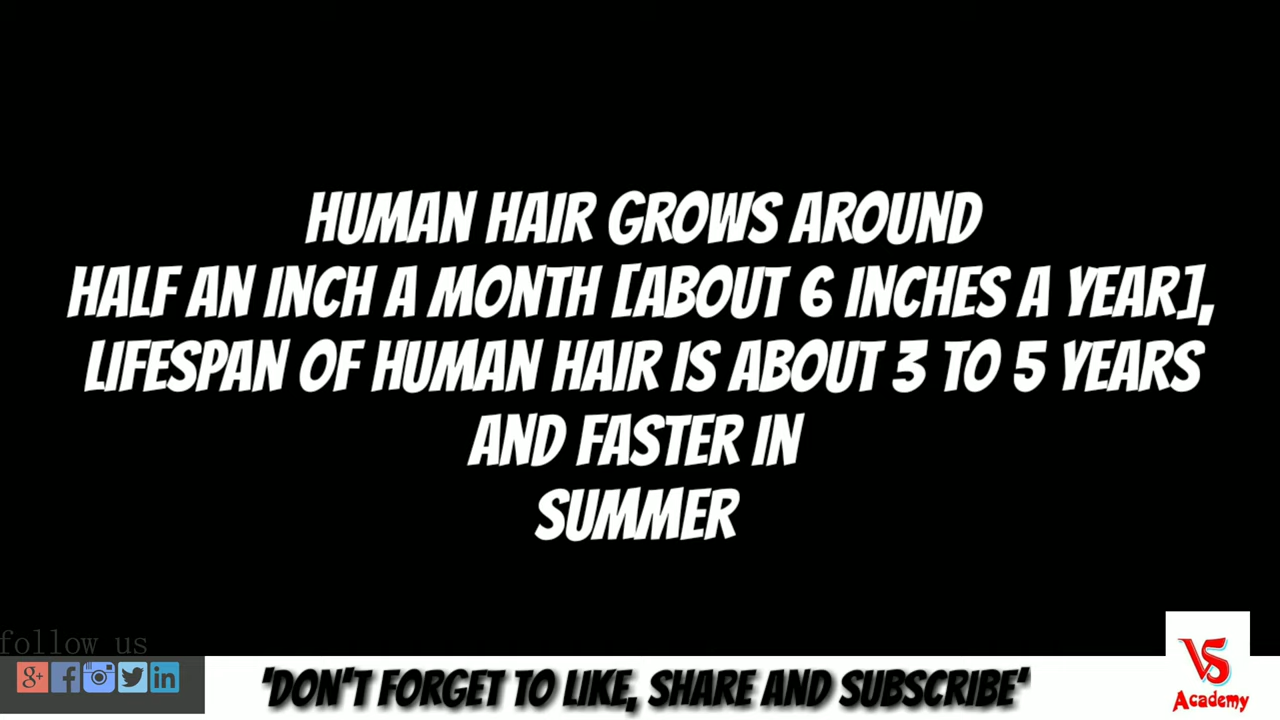 HUMAN HAIR GROWS AROUND
HALF AN INCH A MONTH [ABOUT 6 INCHES A YEAR],
LIFESPAN OF HUMAN HAIR IS ABOUT 3 TO 5 YEARS
AND FASTER IN
SUMMER
follow us
'DON'T FORGET TO LIKE, SHARE AND SUBSCRIBE'
VS
Academy